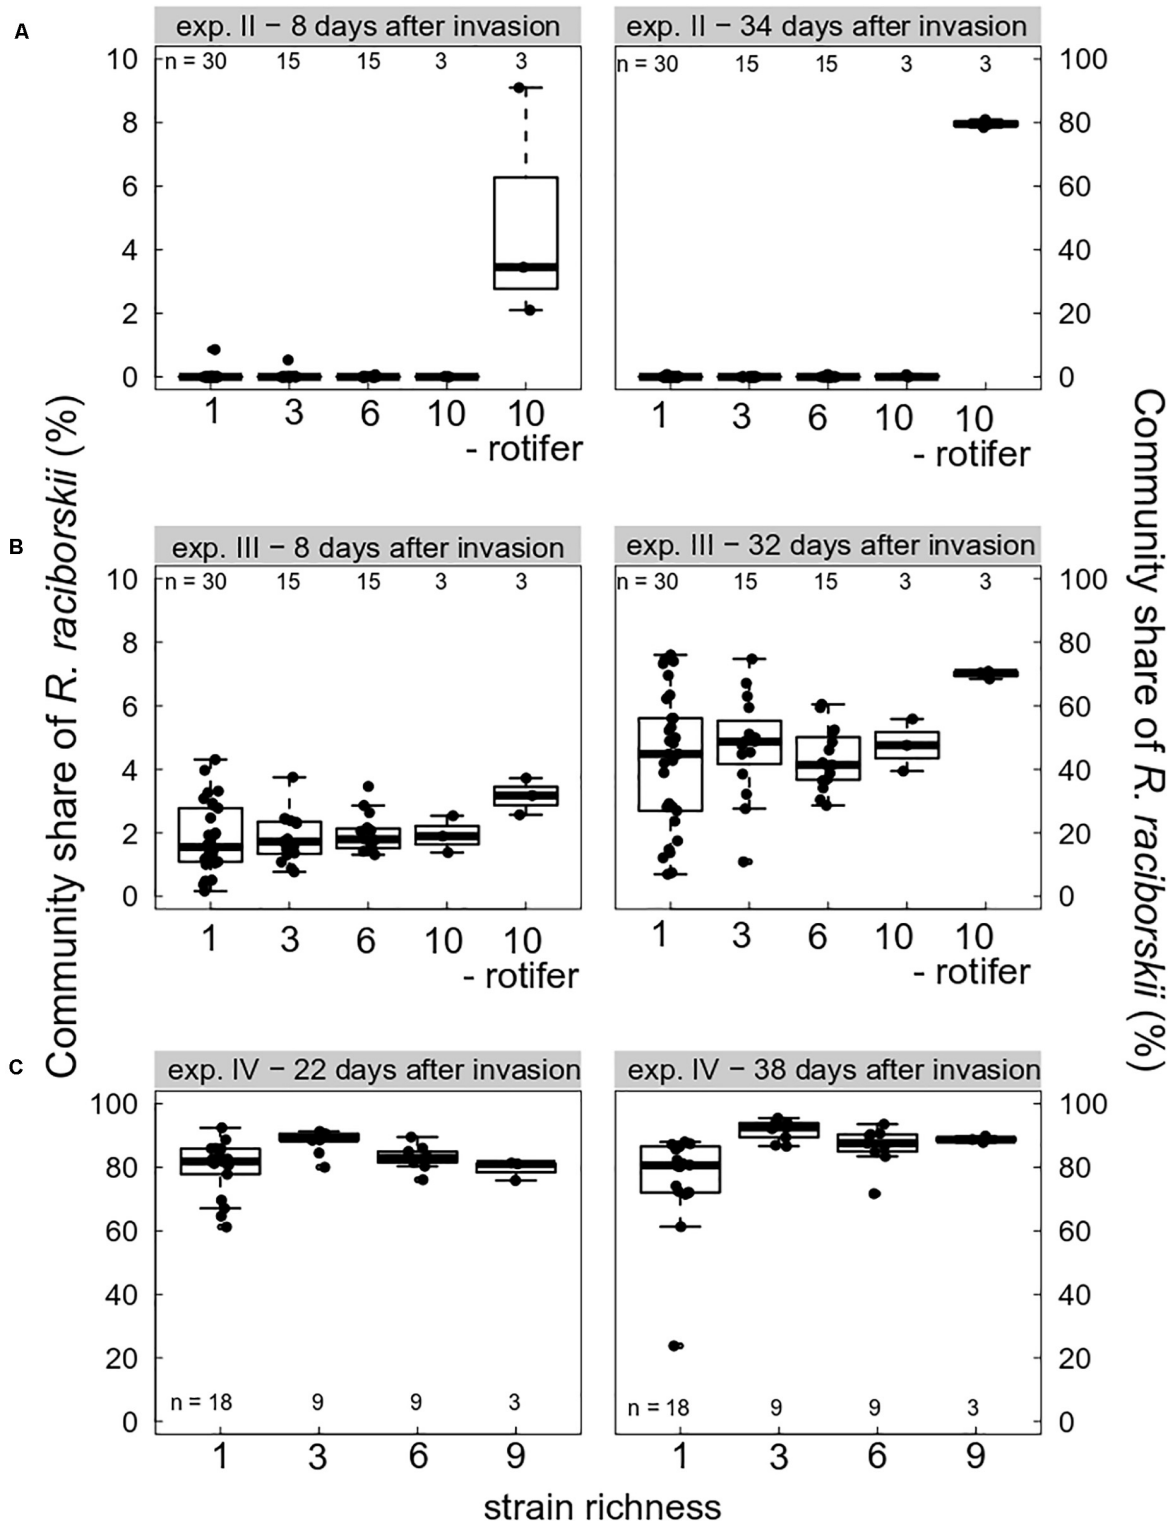 A
exp. II − 8 days after invasion
exp. II − 34 days after invasion
10
8
6
4
2
0
n = 30 15 15 3 3
n = 30 15 15 3 3
100
80
60
40
20
0
1 3 6 10 10
- rotifer
1 3 6 10 10
- rotifer
Community share of R. raciborskii (%)
Community share of R. raciborskii (%)
B
exp. III − 8 days after invasion
exp. III − 32 days after invasion
10
8
6
4
2
0
n = 30 15 15 3 3
n = 30 15 15 3 3
100
80
60
40
20
0
1 3 6 10 10
- rotifer
1 3 6 10 10
- rotifer
C
exp. IV − 22 days after invasion
exp. IV − 38 days after invasion
100
80
60
40
20
0
n = 18 9 9 3
n = 18 9 9 3
100
80
60
40
20
0
1 3 6 9
1 3 6 9
strain richness